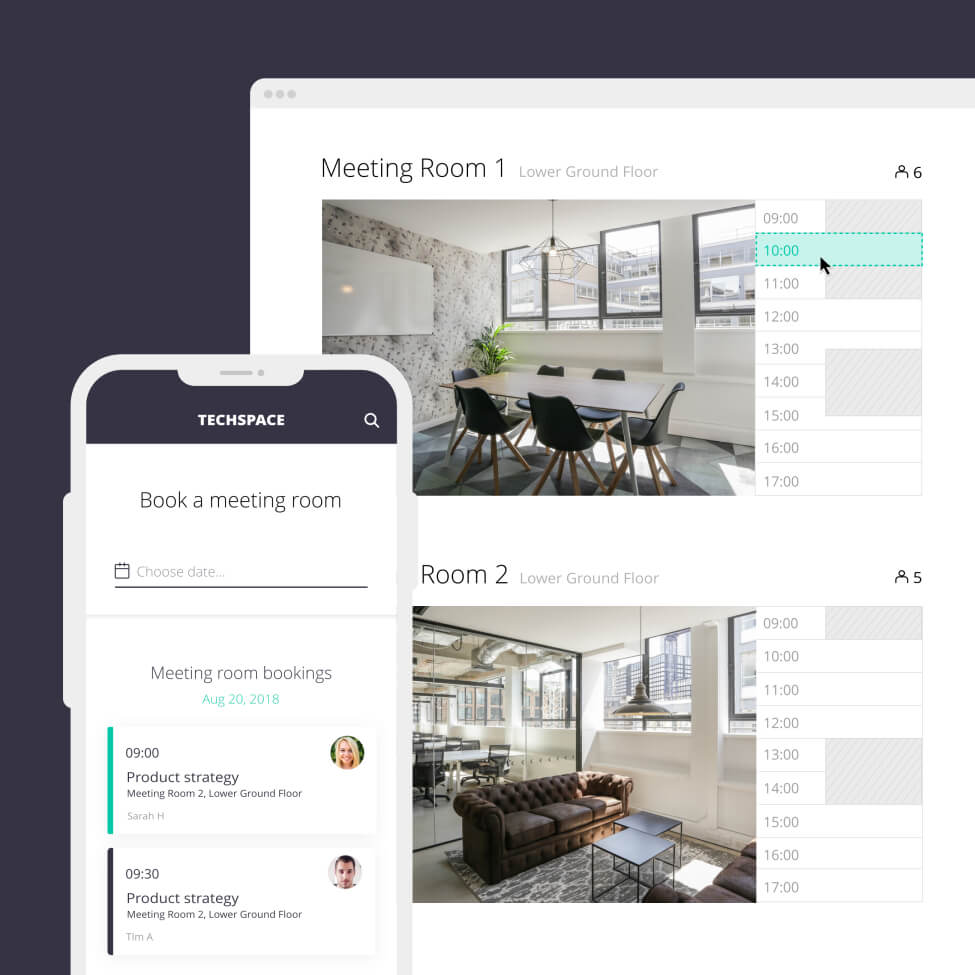 Meeting Room 1 Lower Ground Floor 6
09:00
10:00
11:00
12:00
13:00
14:00
15:00
16:00
17:00
Room 2 Lower Ground Floor 5
09:00
10:00
11:00
12:00
13:00
14:00
15:00
16:00
17:00
TECHSPACE
Book a meeting room
Choose date...
Meeting room bookings
Aug 20, 2018
09:00
Product strategy
Meeting Room 2, Lower Ground Floor
Sarah H
09:30
Product strategy
Meeting Room 2, Lower Ground Floor
Tim A